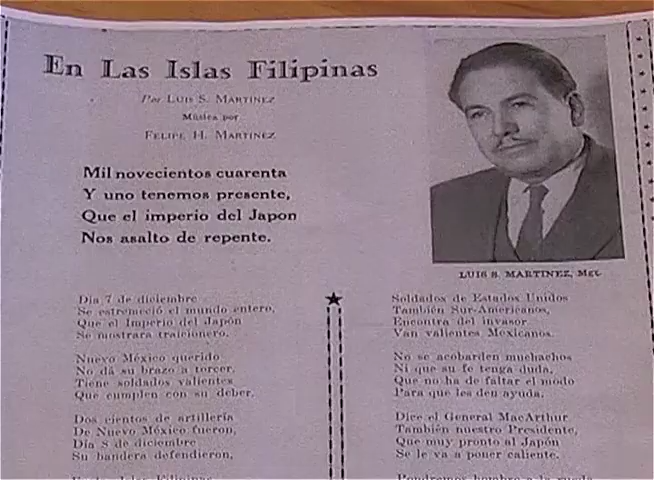 En Las Islas Filipinas
Por LUIS S. MARTINEZ
Música por
FELIPE H. MARTINEZ
Mil novecientos cuarenta
Y uno tenemos presente,
Que el imperio del Japon
Nos asalto de repente.
LUIS S. MARTINEZ, Mgr.
Día 7 de diciembre
Se estremeció el mundo entero,
Que el Imperio del Japón
Se mostrara traicionero.
Nuevo México querido
No dá su brazo a torcer,
Tiene soldados valientes
Que cumplen con su deber.
Dos cientos de artillería
De Nuevo México fueron,
Día 8 de diciembre
Su bandera defendieron,
Soldados de Estados Unidos
También Sur-Americanos,
Encontra del invasor
Van valientes Mexicanos.
No se acobarden muchachos
Ni que su fe tenga duda,
Que no ha de faltar el modo
Para que les den ayuda.
Dice el General MacArthur
También nuestro Presidente,
Que muy pronto al Japón
Se le va a poner caliente.